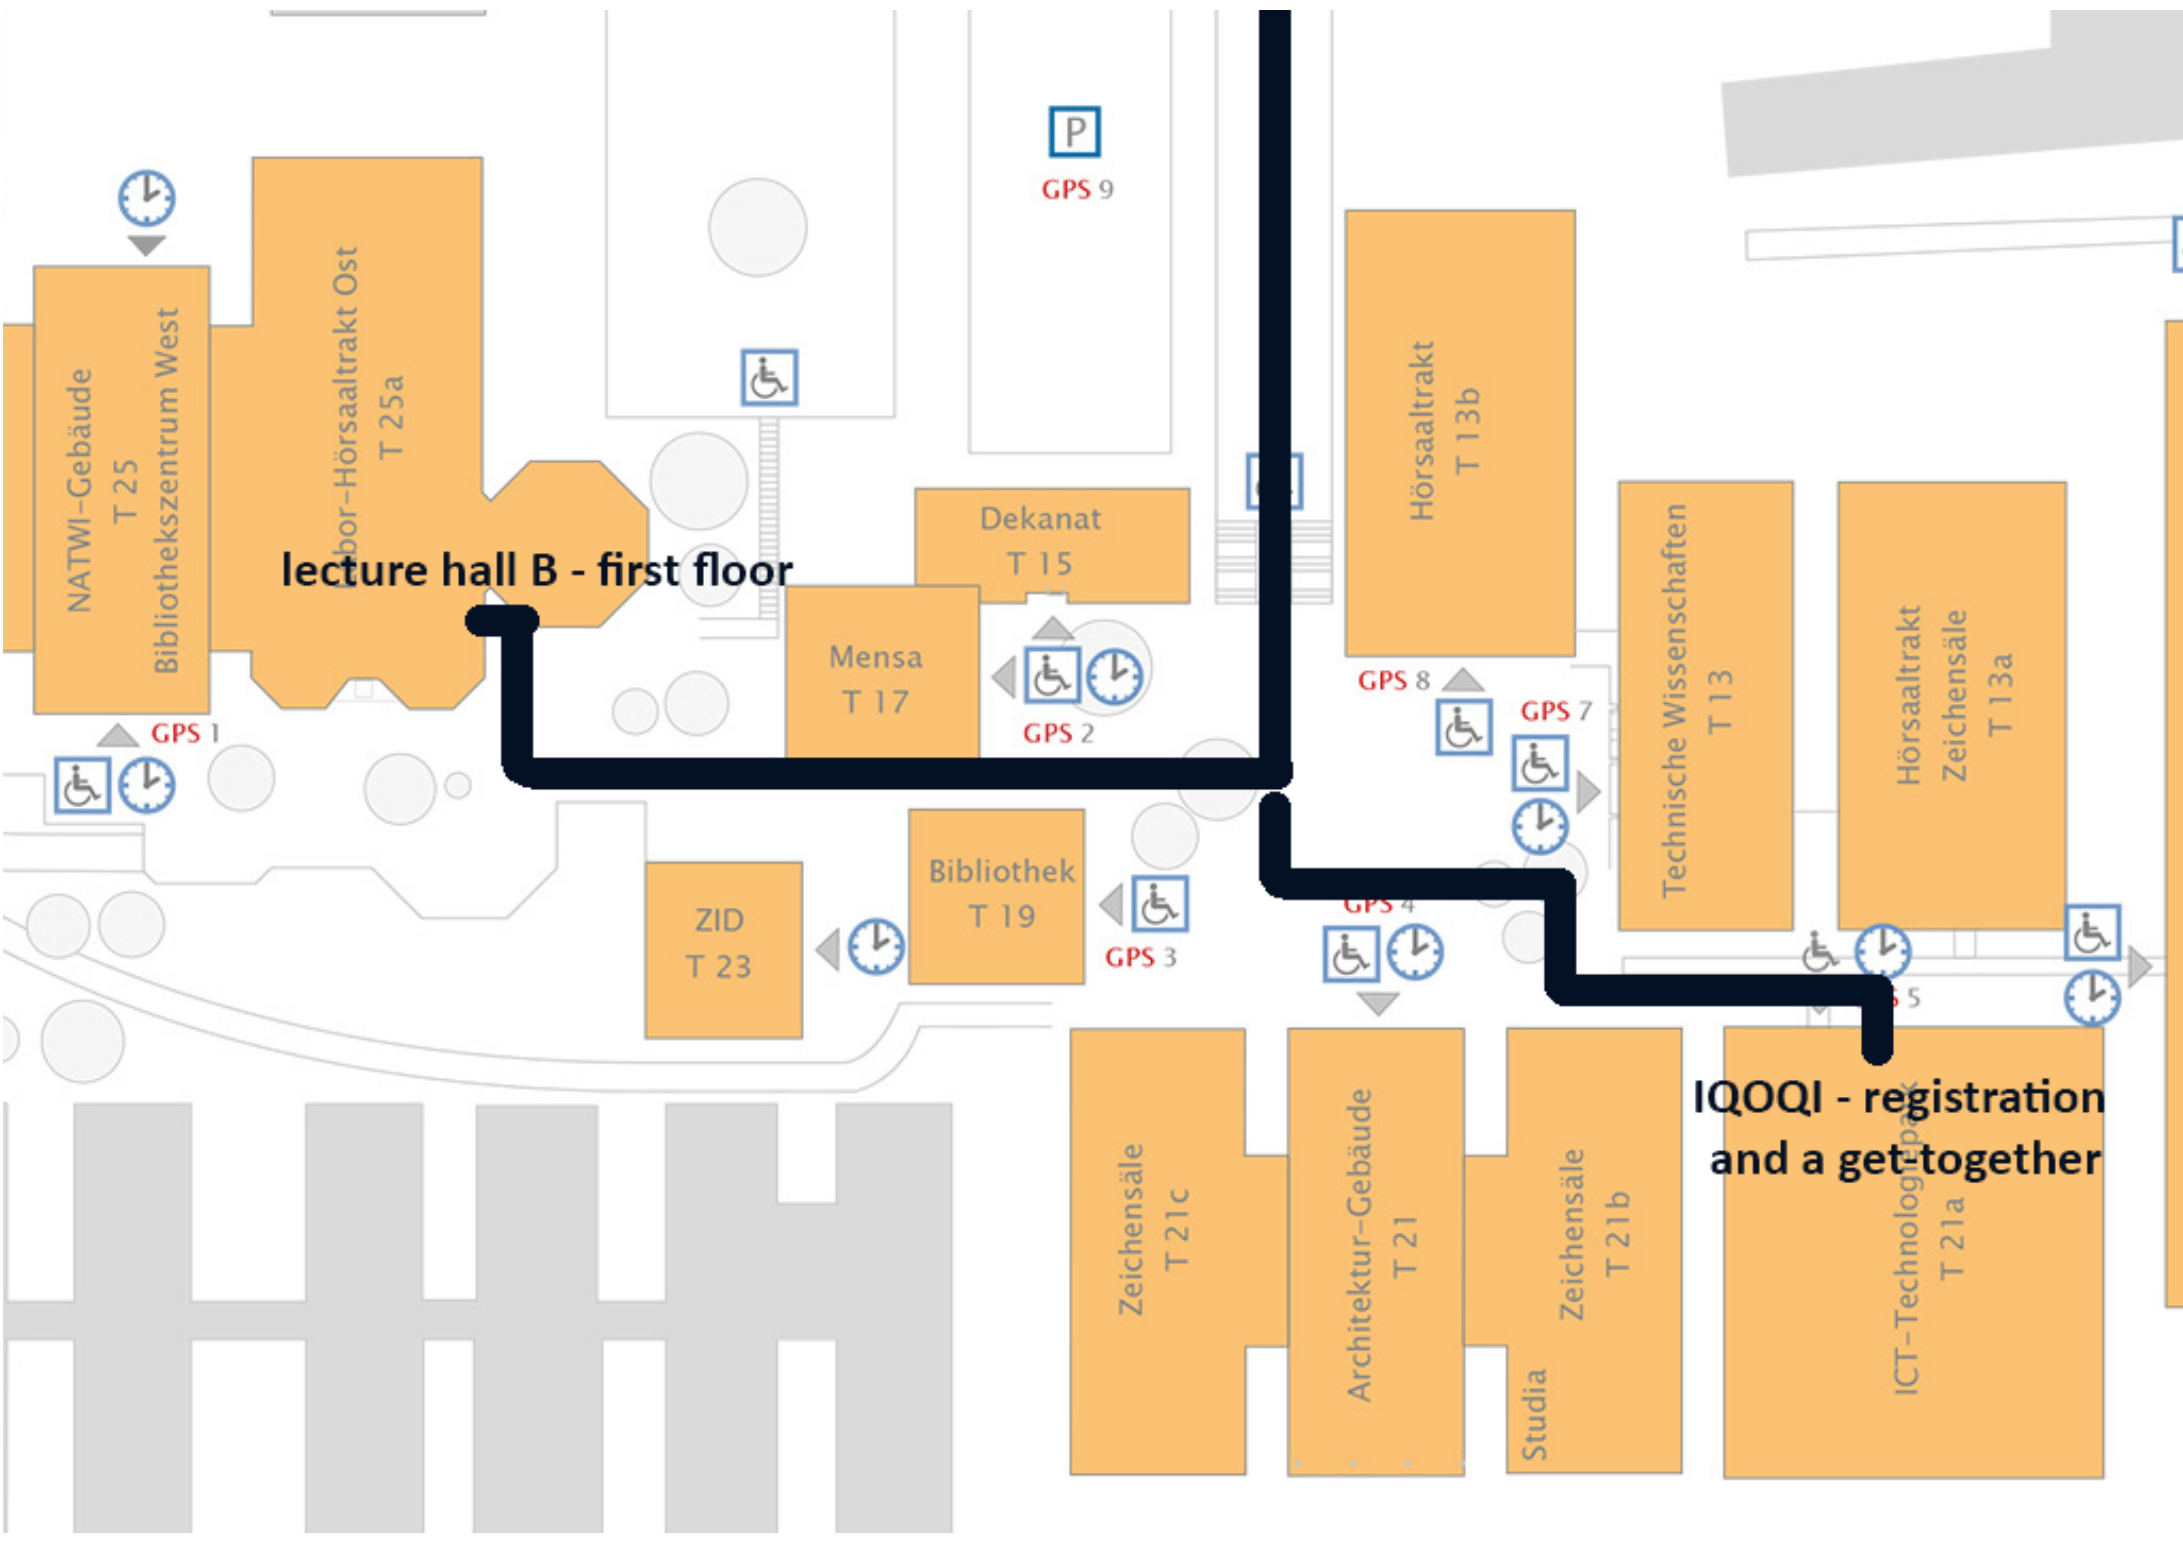 P
GPS 9
NATWI-Gebäude
T 25
Bibliothekszentrum West
Labor-Hörsaaltrakt Ost
T 25a
lecture hall B - first floor
Dekanat
T 15
Mensa
T 17
GPS 1
GPS 2
Hörsaaltrakt
T 13b
GPS 8
GPS 7
Technische Wissenschaften
T 13
Hörsaaltrakt
Zeichensäle
T 13a
Bibliothek
T 19
ZID
T 23
GPS 3
GPS 4
S 5
Zeichensäle
T 21c
Architektur-Gebäude
T 21
Zeichensäle
T 21b
Studia
IQOQI - registration
and a get-together
ICT-Technologiepark
T 21a